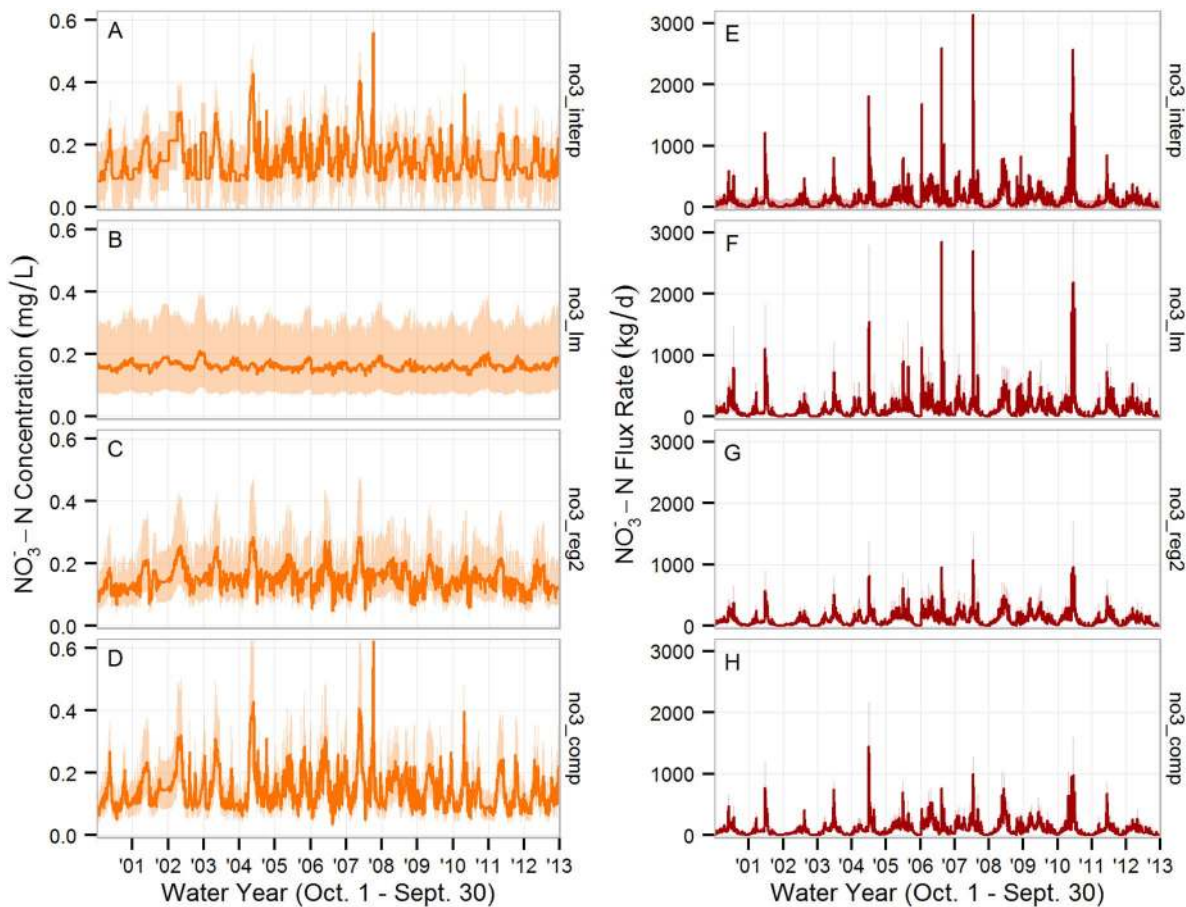 A
0.6
0.4
0.2
0.0
no3_interp
B
0.6
0.4
0.2
0.0
no3_lm
C
0.6
0.4
0.2
0.0
no3_reg2
D
0.6
0.4
0.2
0.0
no3_comp
NO₃⁻ – N Concentration (mg/L)
'01 '02 '03 '04 '05 '06 '07 '08 '09 '10 '11 '12 '13
Water Year (Oct. 1 - Sept. 30)
E
3000
2000
1000
0
no3_interp
F
3000
2000
1000
0
no3_lm
G
3000
2000
1000
0
no3_reg2
H
3000
2000
1000
0
no3_comp
NO₃⁻ – N Flux Rate (kg/d)
'01 '02 '03 '04 '05 '06 '07 '08 '09 '10 '11 '12 '13
Water Year (Oct. 1 - Sept. 30)